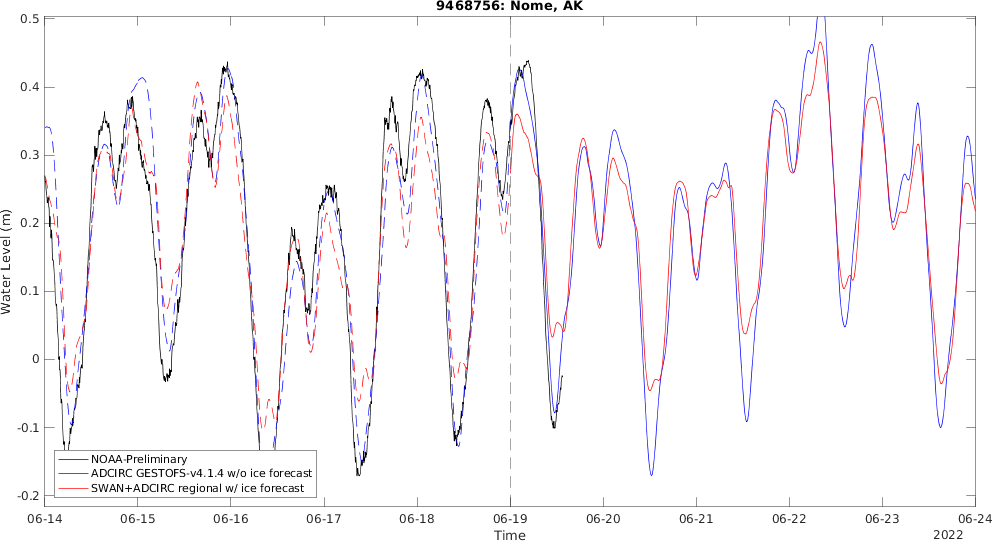 9468756: Nome, AK
0.5
0.4
0.3
0.2
0.1
0
-0.1
-0.2
Water Level (m)
NOAA-Preliminary
ADCIRC GESTOFS-v4.1.4 w/o ice forecast
SWAN+ADCIRC regional w/ ice forecast
06-14 06-15 06-16 06-17 06-18 06-19 06-20 06-21 06-22 06-23 06-24
Time
2022